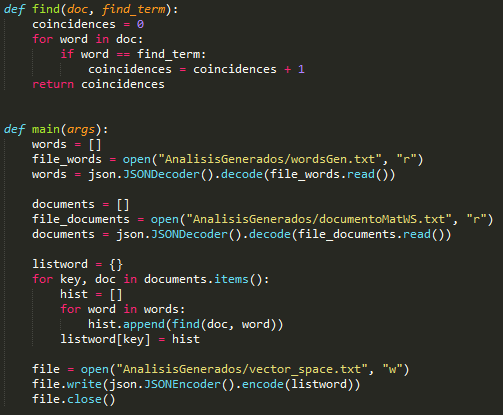 def find(doc, find_term):
    coincidences = 0
    for word in doc:
        if word == find_term:
            coincidences = coincidences + 1
    return coincidences
def main(args):
    words = []
    file_words = open("AnalisisGenerados/wordsGen.txt", "r")
    words = json.JSONDecoder().decode(file_words.read())
    documents = []
    file_documents = open("AnalisisGenerados/documentoMatWS.txt", "r")
    documents = json.JSONDecoder().decode(file_documents.read())
    listword = {}
    for key, doc in documents.items():
        hist = []
        for word in words:
            hist.append(find(doc, word))
        listword[key] = hist
    file = open("AnalisisGenerados/vector_space.txt", "w")
    file.write(json.JSONEncoder().encode(listword))
    file.close()